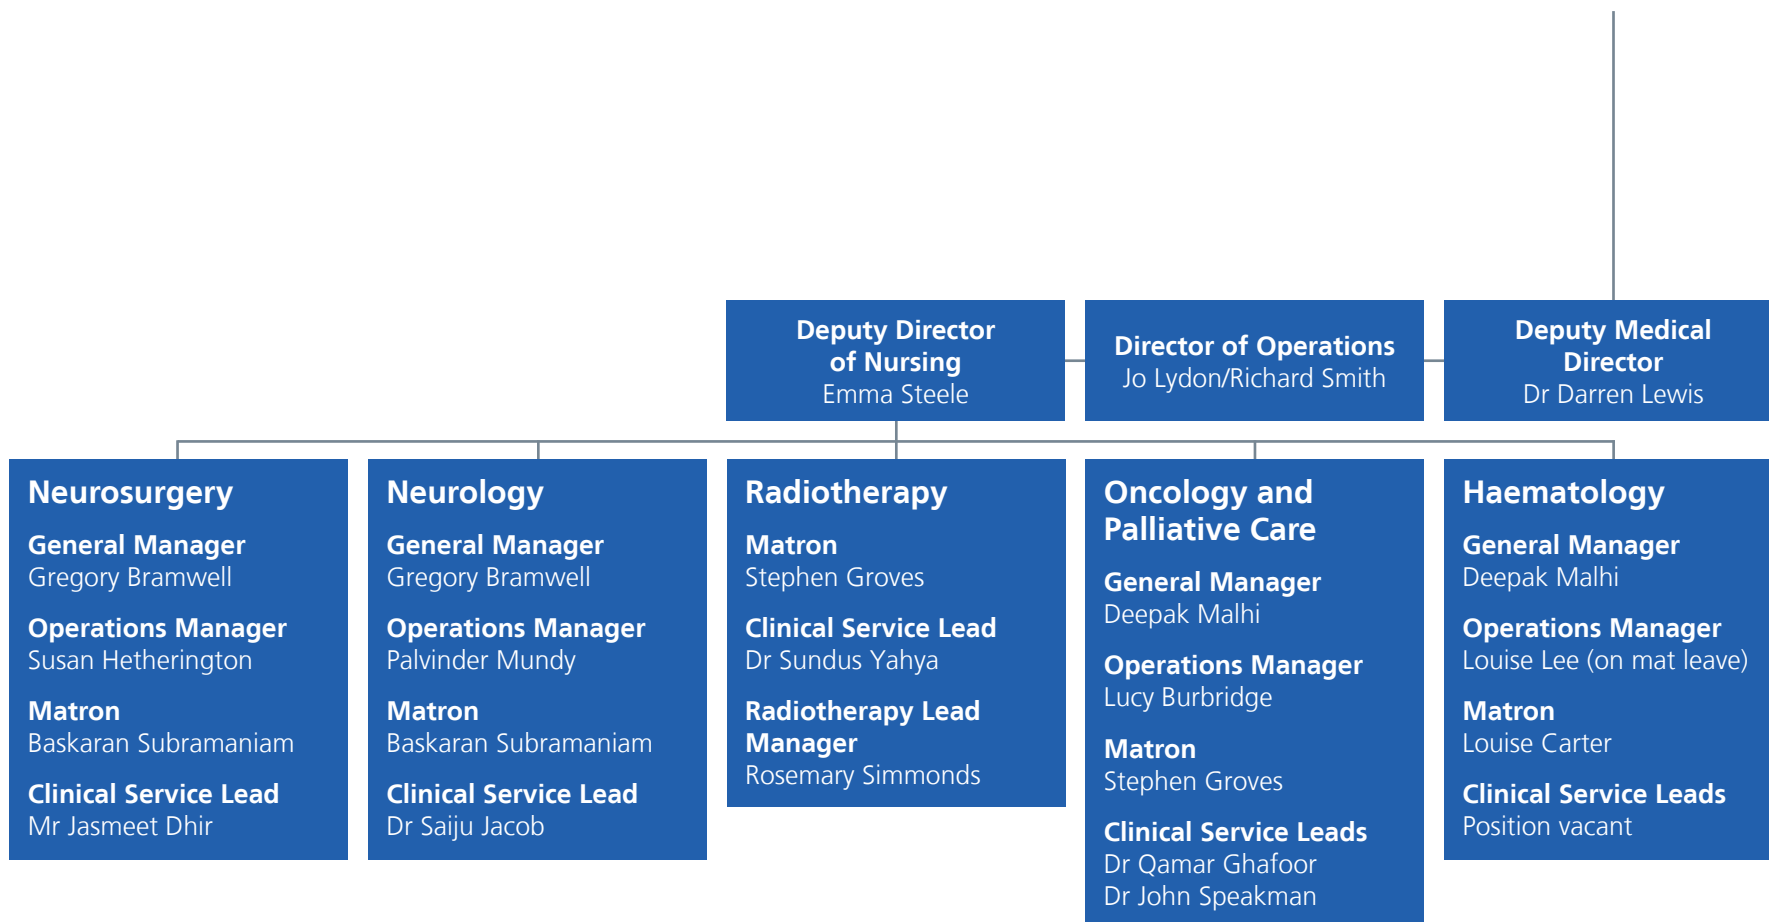 Deputy Director
of Nursing
Emma Steele
Director of Operations
Jo Lydon/Richard Smith
Deputy Medical
Director
Dr Darren Lewis
Neurosurgery
General Manager
Gregory Bramwell
Operations Manager
Susan Hetherington
Matron
Baskaran Subramaniam
Clinical Service Lead
Mr Jasmeet Dhir
Neurology
General Manager
Gregory Bramwell
Operations Manager
Palvinder Mundy
Matron
Baskaran Subramaniam
Clinical Service Lead
Dr Saiju Jacob
Radiotherapy
Matron
Stephen Groves
Clinical Service Lead
Dr Sundus Yahya
Radiotherapy Lead
Manager
Rosemary Simmonds
Oncology and
Palliative Care
General Manager
Deepak Malhi
Operations Manager
Lucy Burbridge
Matron
Stephen Groves
Clinical Service Leads
Dr Qamar Ghafoor
Dr John Speakman
Haematology
General Manager
Deepak Malhi
Operations Manager
Louise Lee (on mat leave)
Matron
Louise Carter
Clinical Service Leads
Position vacant